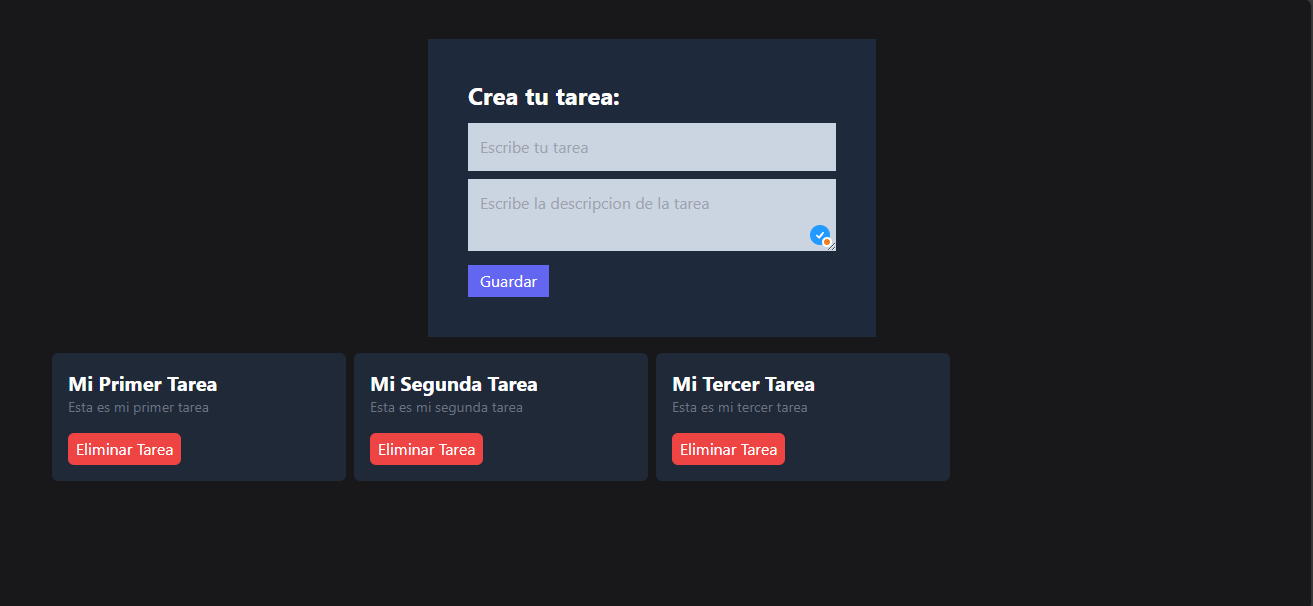 Crea tu tarea:
Escribe tu tarea
Escribe la descripcion de la tarea
Guardar
Mi Primer Tarea
Esta es mi primer tarea
Eliminar Tarea
Mi Segunda Tarea
Esta es mi segunda tarea
Eliminar Tarea
Mi Tercer Tarea
Esta es mi tercer tarea
Eliminar Tarea